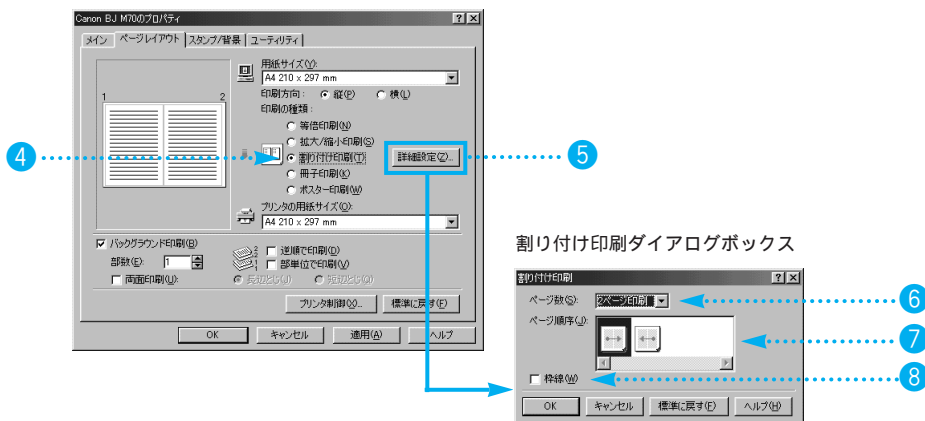 Canon BJ M70のプロパティ
メイン ページレイアウト スタンプ/背景 ユーティリティ
用紙サイズ(Y):
A4 210 x 297 mm
印刷方向: 縦(P) 横(L)
印刷の種類:
等倍印刷(N)
拡大/縮小印刷(S)
割り付け印刷(T) 詳細設定(Z)...
冊子印刷(K)
ポスター印刷(W)
プリンタの用紙サイズ(O):
A4 210 x 297 mm
1 2
4
5
バックグラウンド印刷(B)
部数(E): 1
両面印刷(U):
2
1
逆順で印刷(D)
部単位で印刷(V)
長辺とじ(J) 短辺とじ(G)
プリンタ制御(X)... 標準に戻す(F)
OK キャンセル 適用(A) ヘルプ
割り付け印刷ダイアログボックス
割り付け印刷
ページ数(S): 2ページ印刷
6
ページ順序(J):
7
枠線(W)
8
OK キャンセル 標準に戻す(F) ヘルプ(H)